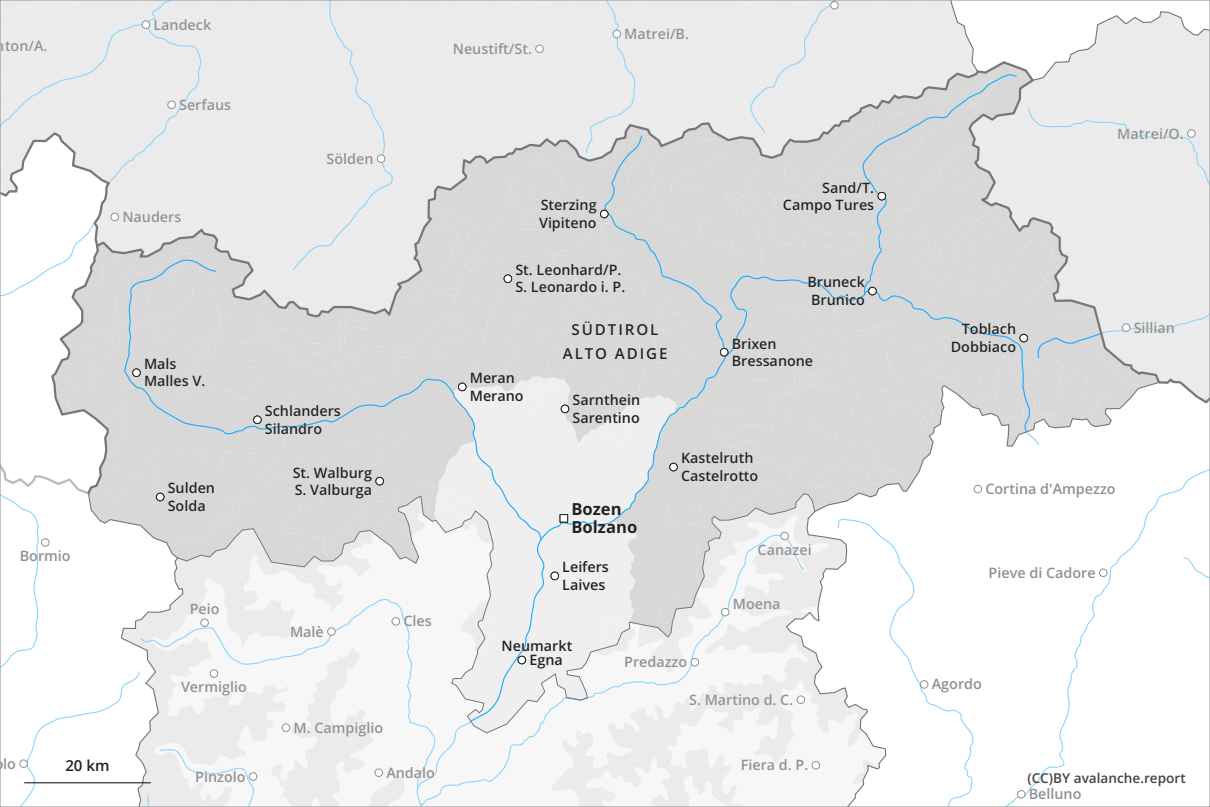 Landeck
nton/A.
Neustift/St.
Matrei/B.
Serfaus
Matrei/O.
Sölden
Sand/T.
Campo Tures
Nauders
Sterzing
Vipiteno
St. Leonhard/P.
S. Leonardo i. P.
Bruneck
Brunico
SÜDTIROL
ALTO ADIGE
Toblach
Dobbiaco
Sillian
Brixen
Bressanone
Mals
Malles V.
Meran
Merano
Sarnthein
Sarentino
Schlanders
Silandro
Kastelruth
Castelrotto
St. Walburg
S. Valburga
Sulden
Solda
Cortina d'Ampezzo
Bozen
Bolzano
Bormio
Canazei
Leifers
Laives
Pieve di Cadore
Peio
Moena
Malè
Cles
Neumarkt
Egna
Predazzo
Vermiglio
Agordo
S. Martino d. C.
M. Campiglio
20 km
olo
Pinzolo
Andalo
Fiera d. P.
(CC)BY avalanche.report
Belluno